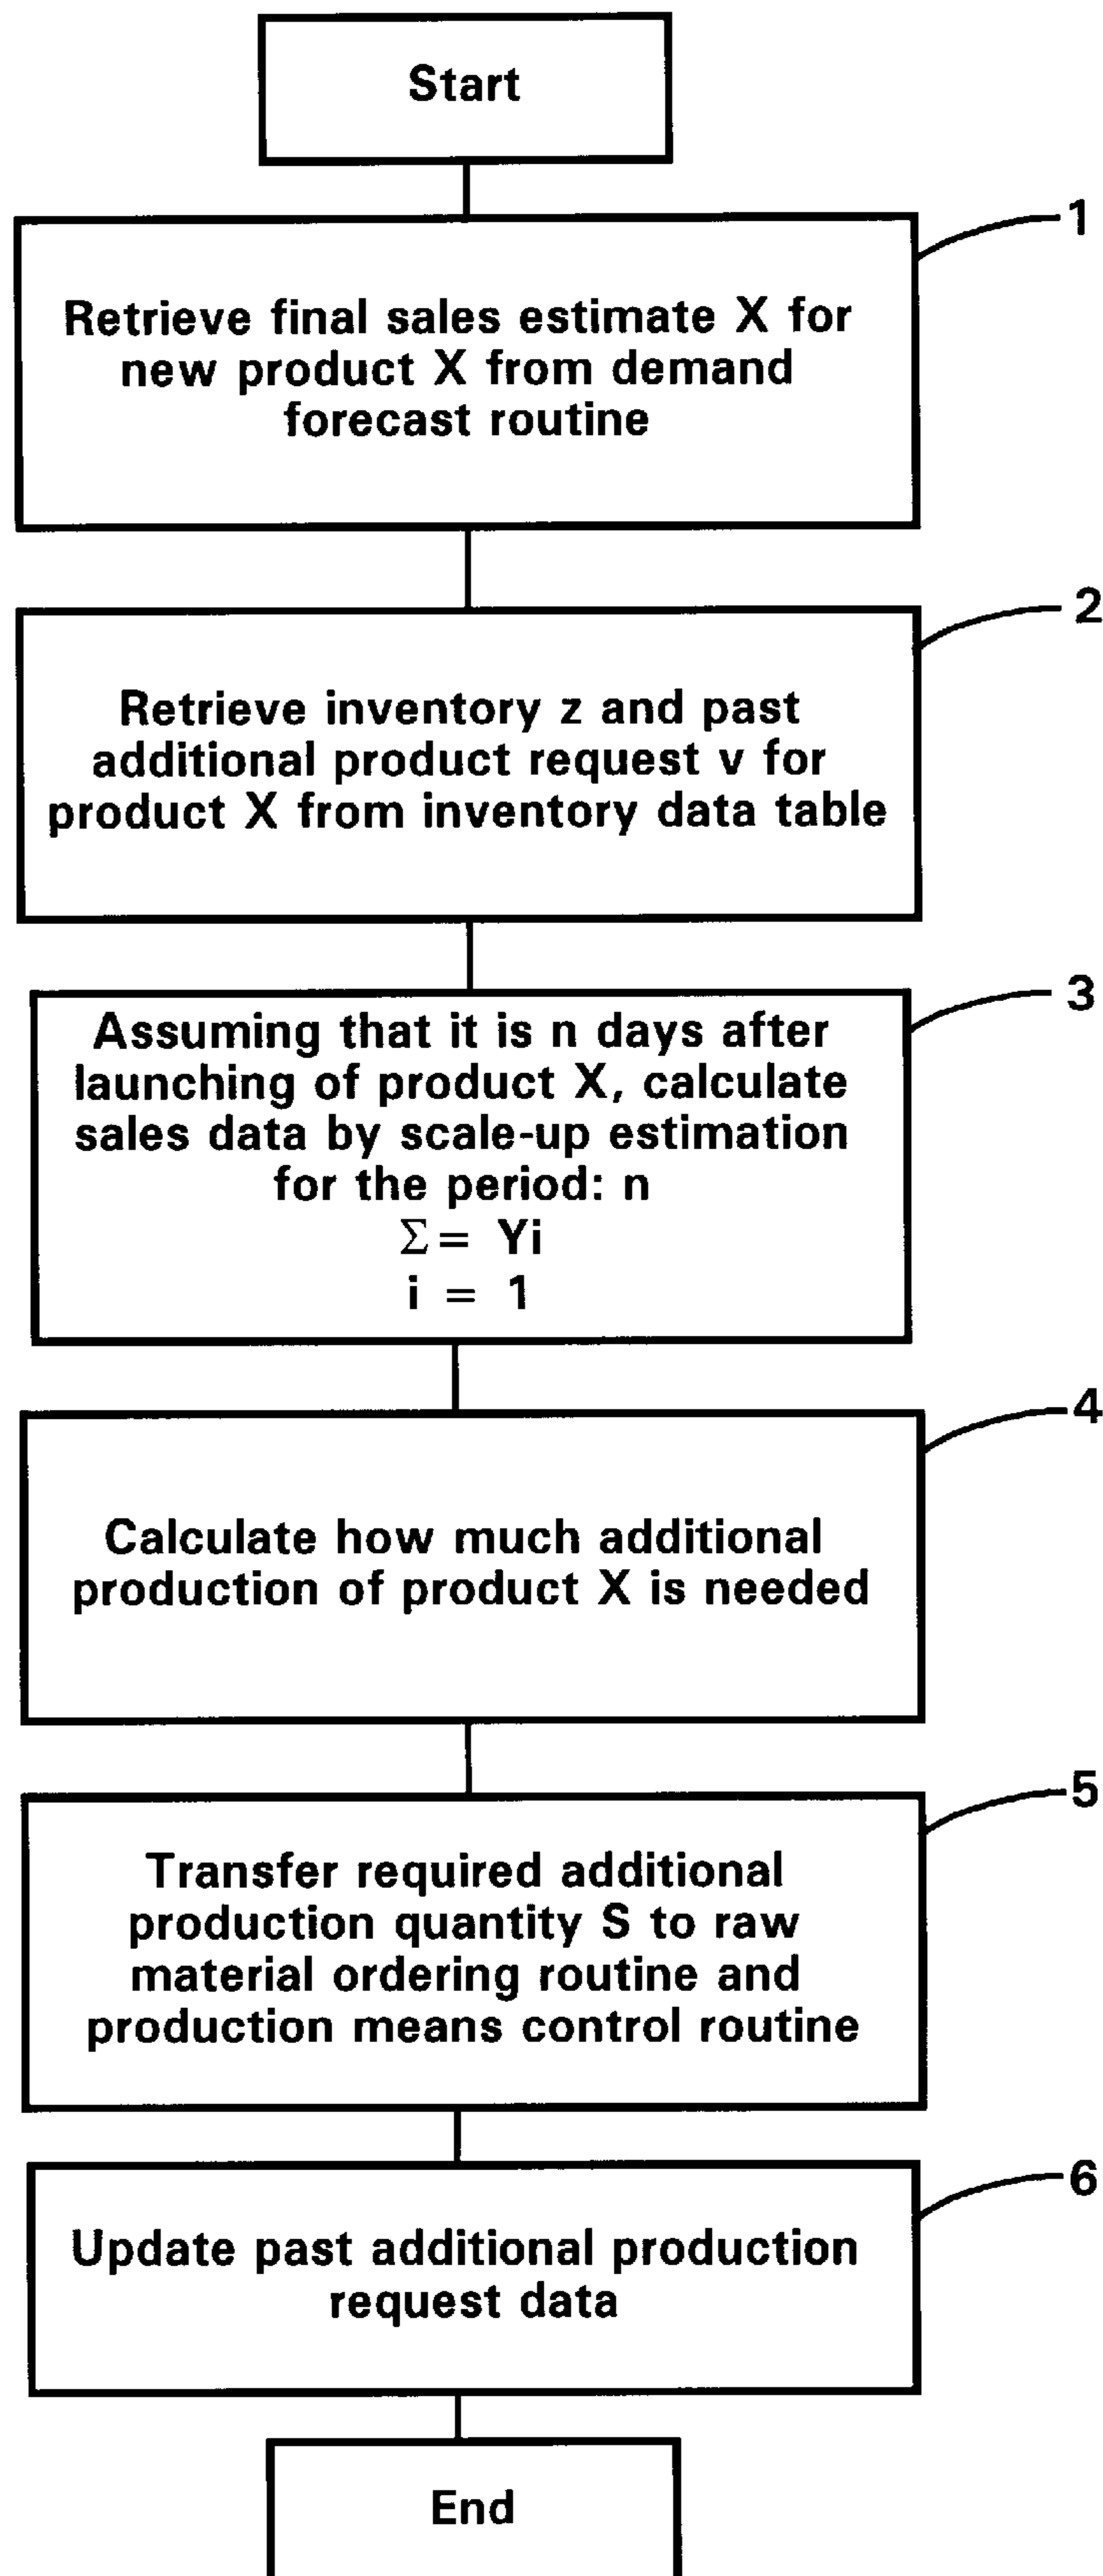 Start
1
Retrieve final sales estimate X for
new product X from demand
forecast routine
2
Retrieve inventory z and past
additional product request v for
product X from inventory data table
3
Assuming that it is n days after
launching of product X, calculate
sales data by scale-up estimation
for the period: n
Σ= Yi
i = 1
4
Calculate how much additional
production of product X is needed
5
Transfer required additional
production quantity S to raw
material ordering routine and
production means control routine
6
Update past additional production
request data
End